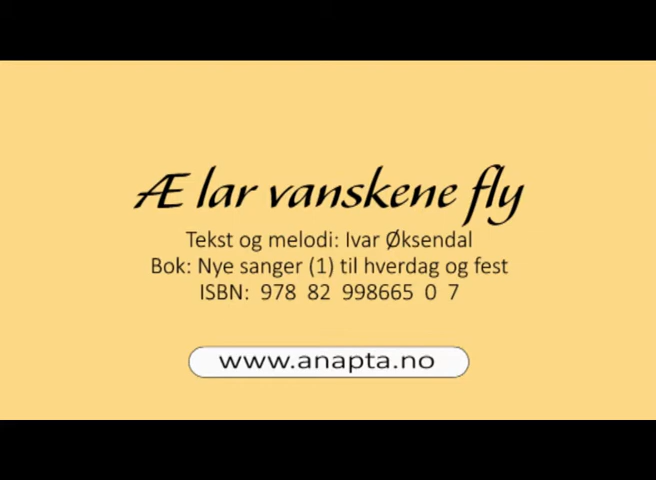 Æ lar vanskene fly
Tekst og melodi: Ivar Øksendal
Bok: Nye sanger (1) til hverdag og fest
ISBN: 978 82 998665 0 7
www.anapta.no